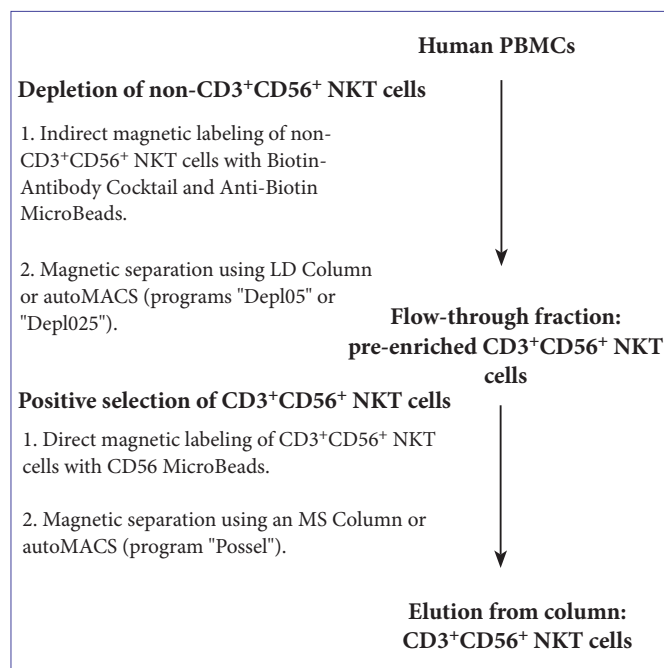 Human PBMCs
Depletion of non-CD3⁺CD56⁺ NKT cells
1. Indirect magnetic labeling of non-
CD3⁺CD56⁺ NKT cells with Biotin-
Antibody Cocktail and Anti-Biotin
MicroBeads.
2. Magnetic separation using LD Column
or autoMACS (programs "Depl05" or
"Depl025").
Flow-through fraction:
pre-enriched CD3⁺CD56⁺ NKT
cells
Positive selection of CD3⁺CD56⁺ NKT cells
1. Direct magnetic labeling of CD3⁺CD56⁺ NKT
cells with CD56 MicroBeads.
2. Magnetic separation using an MS Column or
autoMACS (program "Possel").
Elution from column:
CD3⁺CD56⁺ NKT cells